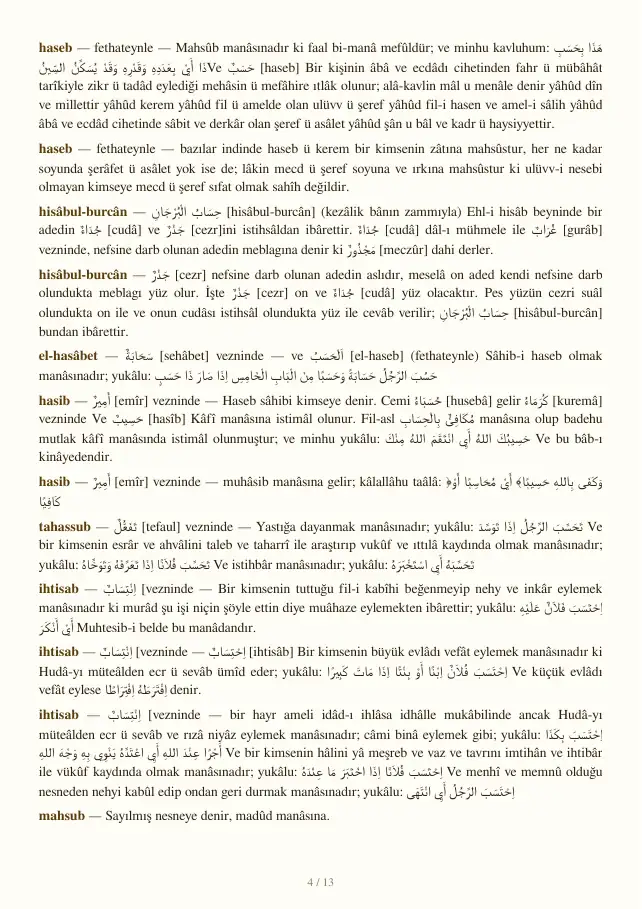 haseb — fethateynle — Mahsûb manâsınadır ki faal bi-manâ mefûldür; ve minhu kavluhum: هَذَا بِحَسَبِ
ذَا أَيْ بِعَدَدِهِ وَقَدْرِهِ وَقَدْ يُسَكَّنُ السِّينُVe حَسَبٌ [haseb] Bir kişinin âbâ ve ecdâdı cihetinden fahr ü mübâhât
tarîkiyle zikr ü tadâd eylediği mehâsin ü mefâhire ıtlâk olunur; alâ-kavlin mâl u menâle denir yâhûd dîn
ve millettir yâhûd kerem yâhûd fiil ü amelde olan ulüvv ü şeref yâhûd fiil-i hasen ve amel-i sâlih yâhûd
âbâ ve ecdâd cihetinde sâbit ve derkâr olan şeref ü asâlet yâhûd şân u bâl ve kadr ü haysiyyettir.
haseb — fethateynle — bazılar indinde haseb ü kerem bir kimsenin zâtına mahsûstur, her ne kadar
soyunda şerâfet ü asâlet yok ise de; lâkin mecd ü şeref soyuna ve ırkına mahsûstur ki ulüvv-i nesebi
olmayan kimseye mecd ü şeref sıfat olmak sahîh değildir.
hisâbul-burcân — حِسَابُ الْبُرْجَانِ [hisâbul-burcân] (kezâlik bânın zammıyla) Ehl-i hisâb beyninde bir
adedin جُدَاءٌ [cudâ] ve جَذْرٌ [cezr]ini istihsâldan ibârettir. جُدَاءٌ [cudâ] dâl-ı mühmele ile غُرَابٌ [gurâb]
vezninde, nefsine darb olunan adedin meblagına denir ki مَجْذُورٌ [meczûr] dahi derler.
hisâbul-burcân — جَذْرٌ [cezr] nefsine darb olunan adedin aslıdır, meselâ on aded kendi nefsine darb
olundukta meblagı yüz olur. İşte جَذْرٌ [cezr] on ve جُدَاءٌ [cudâ] yüz olacaktır. Pes yüzün cezri suâl
olundukta on ile ve onun cudâsı istihsâl olundukta yüz ile cevâb verilir; حِسَابُ الْبُرْجَانِ [hisâbul-burcân]
bundan ibârettir.
el-hasâbet — سَحَابَةٌ [sehâbet] vezninde — ve اَلْحَسَبُ [el-haseb] (fethateynle) Sâhib-i haseb olmak
manâsınadır; yukâlu: حَسُبَ الرَّجُلُ حَسَابَةً وَحَسَبًا مِنَ الْبَابِ الْخَامِسِ إِذَا صَارَ ذَا حَسَبٍ
hasib — أَمِيرٌ [emîr] vezninde — Haseb sâhibi kimseye denir. Cemi حُسَبَاءُ [husebâ] gelir كُرَمَاءُ [kuremâ]
vezninde Ve حَسِيبٌ [hasîb] Kâfî manâsına istimâl olunur. Fil-asl مُكَافِئٌ بِالْحِسَابِ manâsına olup badehu
mutlak kâfî manâsında istimâl olunmuştur; ve minhu yukâlu: حَسِيبُكَ اللهُ أَيِ انْتَقَمَ اللهُ مِنْكَ Ve bu bâb-ı
kinâyedendir.
hasib — أَمِيرٌ [emîr] vezninde — muhâsib manâsına gelir; kâlallâhu taâlâ: ﴿وَكَفَى بِاللهِ حَسِيبًا﴾ أَيْ مُحَاسِبًا أَوْ
كَافِيًا
tahassub — تَفَعُّلٌ [tefaul] vezninde — Yastığa dayanmak manâsınadır; yukâlu: تَحَسَّبَ الرَّجُلُ إِذَا تَوَسَّدَ Ve
bir kimsenin esrâr ve ahvâlini taleb ve taharrî ile araştırıp vukûf ve ıttılâ kaydında olmak manâsınadır;
yukâlu: تَحَسَّبَ فُلَانًا إِذَا تَعَرَّفَهُ وَتَوَخَّاهُ Ve istihbâr manâsınadır; yukâlu: تَحَسَّبَهُ أَيِ اسْتَخْبَرَهُ
ihtisab — اِنْتِسَابٌ [vezninde — Bir kimsenin tuttuğu fiil-i kabîhi beğenmeyip nehy ve inkâr eylemek
manâsınadır ki murâd şu işi niçin şöyle ettin diye muâhaze eylemekten ibârettir; yukâlu: اِحْتَسَبَ فُلَانٌ عَلَيْهِ
أَيْ أَنْكَرَ Muhtesib-i belde bu manâdandır.
ihtisab — اِنْتِسَابٌ [vezninde — اِحْتِسَابٌ [ihtisâb] Bir kimsenin büyük evlâdı vefât eylemek manâsınadır ki
Hudâ-yı müteâlden ecr ü sevâb ümîd eder; yukâlu: اِحْتَسَبَ فُلَانٌ اِبْنًا أَوْ بِنْتًا إِذَا مَاتَ كَبِيرًا Ve küçük evlâdı
vefât eylese اِفْتَرَطَهُ اِفْتِرَاطًا denir.
ihtisab — اِنْتِسَابٌ [vezninde — bir hayr ameli idâd-ı ihlâsa idhâlle mukâbilinde ancak Hudâ-yı
müteâlden ecr ü sevâb ve rızâ niyâz eylemek manâsınadır; câmi binâ eylemek gibi; yukâlu: اِحْتَسَبَ بِكَذَا
أَجْرًا عِنْدَ اللهِ أَيِ اعْتَدَّهُ يَنْوِي بِهِ وَجْهَ اللهِ Ve bir kimsenin hâlini yâ meşreb ve vaz ve tavrını imtihân ve ihtibâr
ile vükûf kaydında olmak manâsınadır; yukâlu: اِحْتَسَبَ فُلَانًا إِذَا اخْتَبَرَ مَا عِنْدَهُ Ve menhî ve memnû olduğu
nesneden nehyi kabûl edip ondan geri durmak manâsınadır; yukâlu: اِحْتَسَبَ الرَّجُلُ أَيِ انْتَهَى
mahsub — Sayılmış nesneye denir, madûd manâsına.
4 / 13